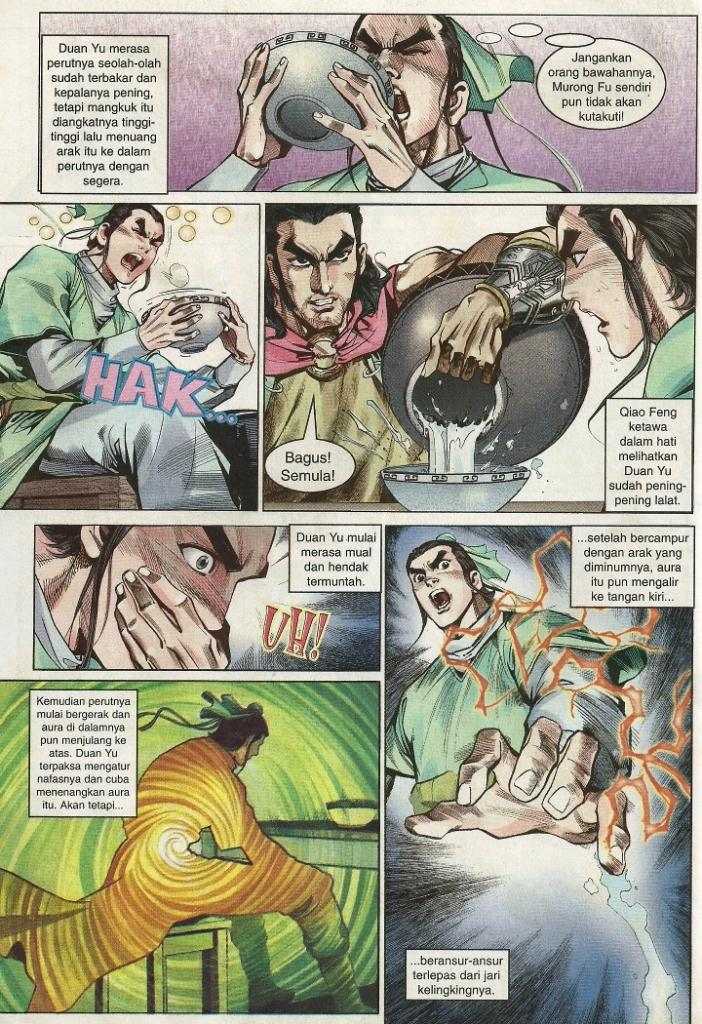 Duan Yu merasa
perutnya seolah-olah
sudah terbakar dan
kepalanya pening,
tetapi mangkuk itu
diangkatnya tinggi-
tinggi lalu menuang
arak itu ke dalam
perutnya dengan
segera.
Jangankan
orang bawahannya,
Murong Fu sendiri
pun tidak akan
kutakuti!
HAK...
Bagus!
Semula!
Qiao Feng
ketawa
dalam hati
melihatkan
Duan Yu
sudah pening-
pening lalat.
Duan Yu mulai
merasa mual
dan hendak
termuntah.
UH!
Kemudian perutnya
mulai bergerak dan
aura di dalamnya
pun menjulang ke
atas. Duan Yu
terpaksa mengatur
nafasnya dan cuba
menenangkan aura
itu. Akan tetapi...
...setelah bercampur
dengan arak yang
diminumnya, aura
itu pun mengalir
ke tangan kiri...
...beransur-ansur
terlepas dari jari
kelingkingnya.